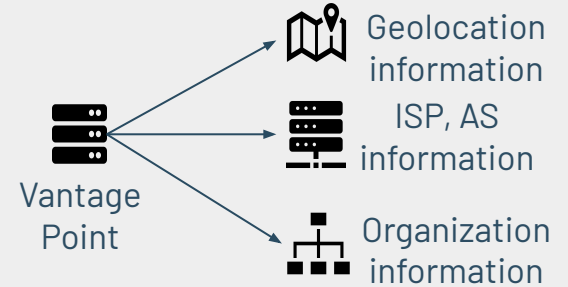 Geolocation
information
ISP, AS
information
Vantage
Point
Organization
information